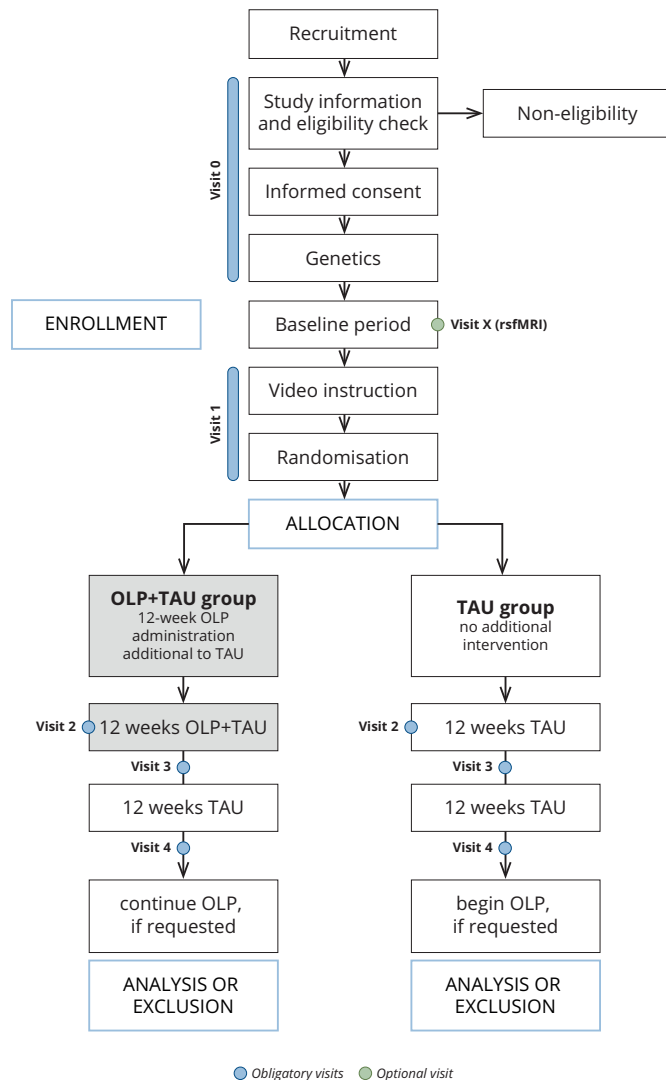 Recruitment
Study information
and eligibility check
Non-eligibility
Visit 0
Informed consent
Genetics
ENROLLMENT
Baseline period
Visit X (rsfMRI)
Visit 1
Video instruction
Randomisation
ALLOCATION
OLP+TAU group
12-week OLP
administration
additional to TAU
TAU group
no additional
intervention
Visit 2
12 weeks OLP+TAU
Visit 2
12 weeks TAU
Visit 3
Visit 3
12 weeks TAU
12 weeks TAU
Visit 4
Visit 4
continue OLP,
if requested
begin OLP,
if requested
ANALYSIS OR
EXCLUSION
ANALYSIS OR
EXCLUSION
Obligatory visits
Optional visit